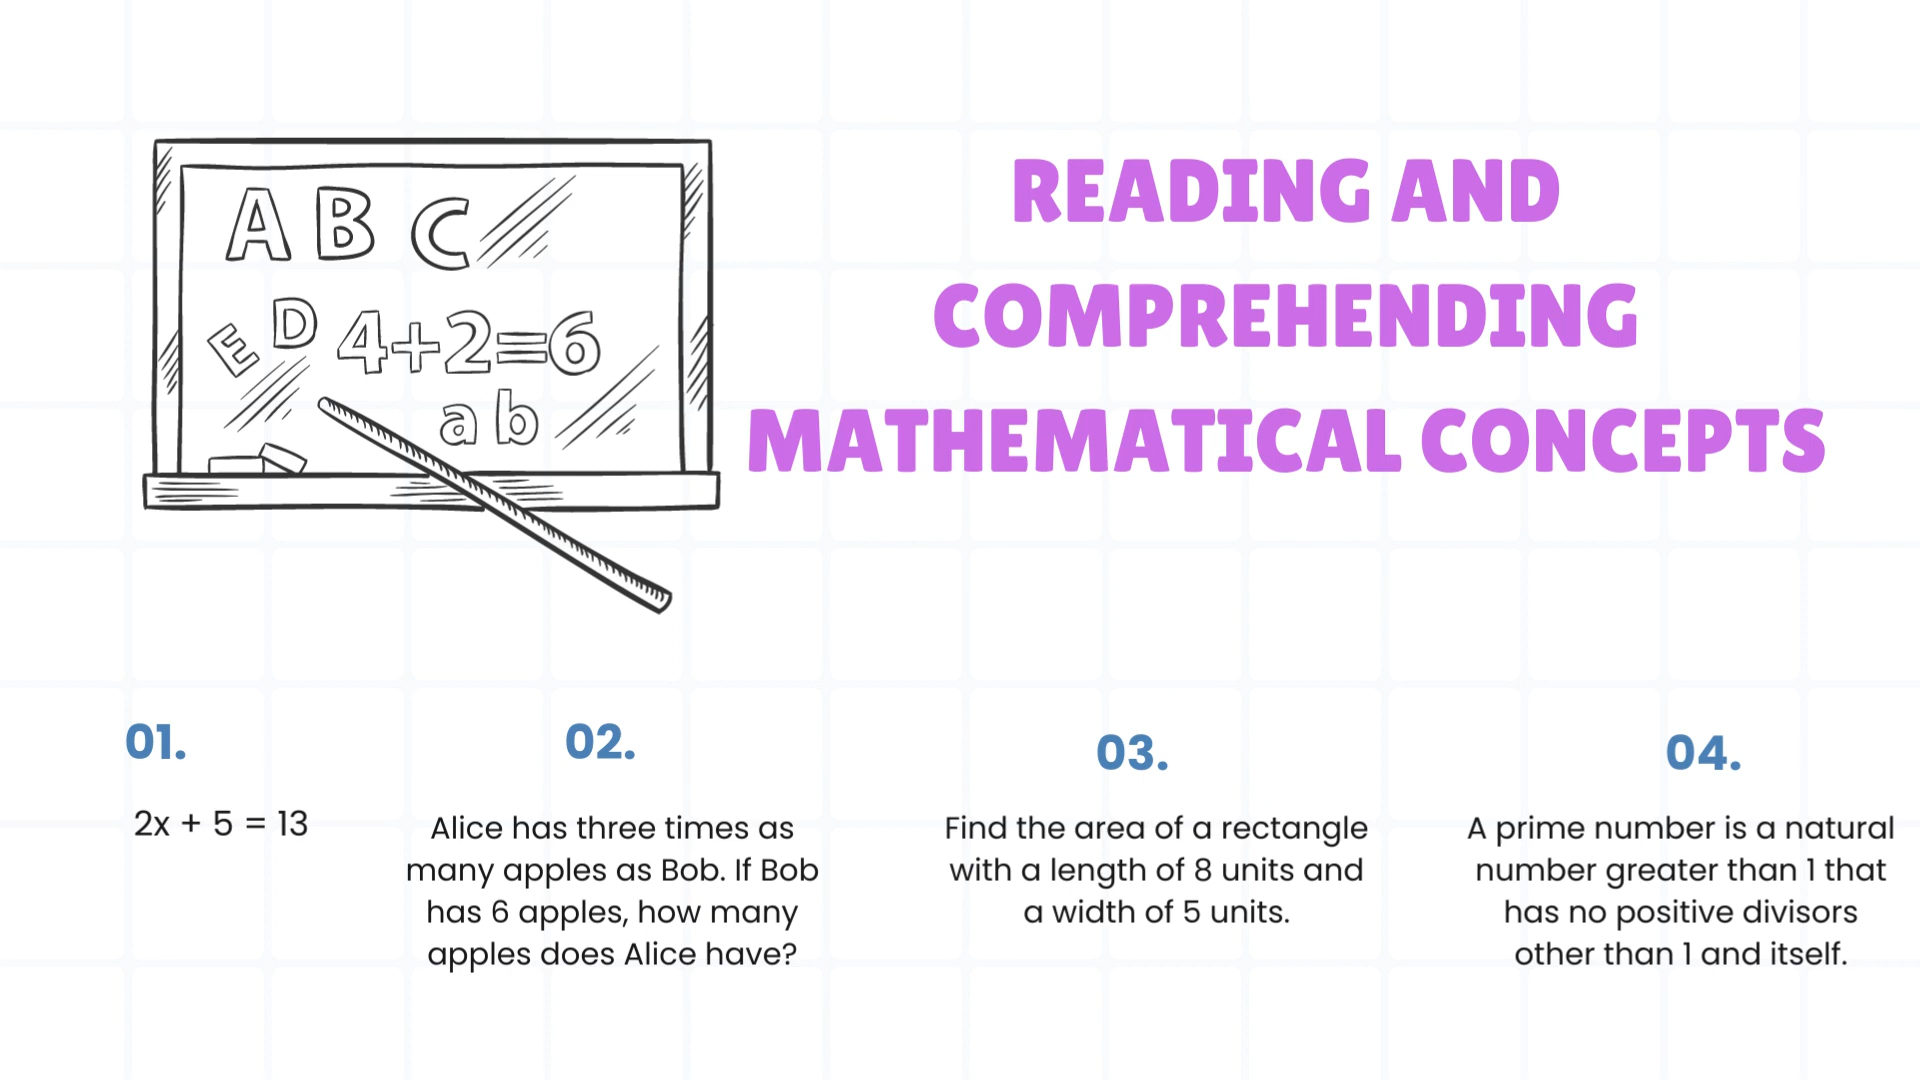 A B C
E D 4+2=6
a b
READING AND
COMPREHENDING
MATHEMATICAL CONCEPTS
01.
2x + 5 = 13
02.
Alice has three times as
many apples as Bob. If Bob
has 6 apples, how many
apples does Alice have?
03.
Find the area of a rectangle
with a length of 8 units and
a width of 5 units.
04.
A prime number is a natural
number greater than 1 that
has no positive divisors
other than 1 and itself.